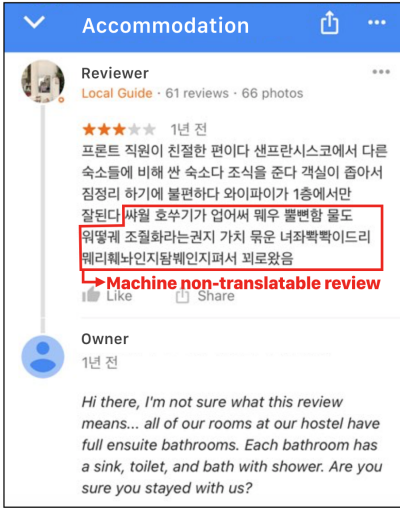 Accommodation
Reviewer
Local Guide · 61 reviews · 66 photos
1년 전
프론트 직원이 친절한 편이다 샌프란시스코에서 다른
숙소들에 비해 싼 숙소다 조식을 준다 객실이 좁아서
짐정리 하기에 불편하다 와이파이가 1층에서만
잘된다 쌰월 호쑤기가 업어써 뭬우 뿗뻔함 물도
워떻궤 조쥘화라는권지 가치 묶운 녀좌쫙쫙이드리
뭬리훼놔인지돰붸인지펴서 꾀로왔음
Machine non-translatable review
Like
Share
Owner
1년 전
Hi there, I'm not sure what this review
means... all of our rooms at our hostel have
full ensuite bathrooms. Each bathroom has
a sink, toilet, and bath with shower. Are you
sure you stayed with us?